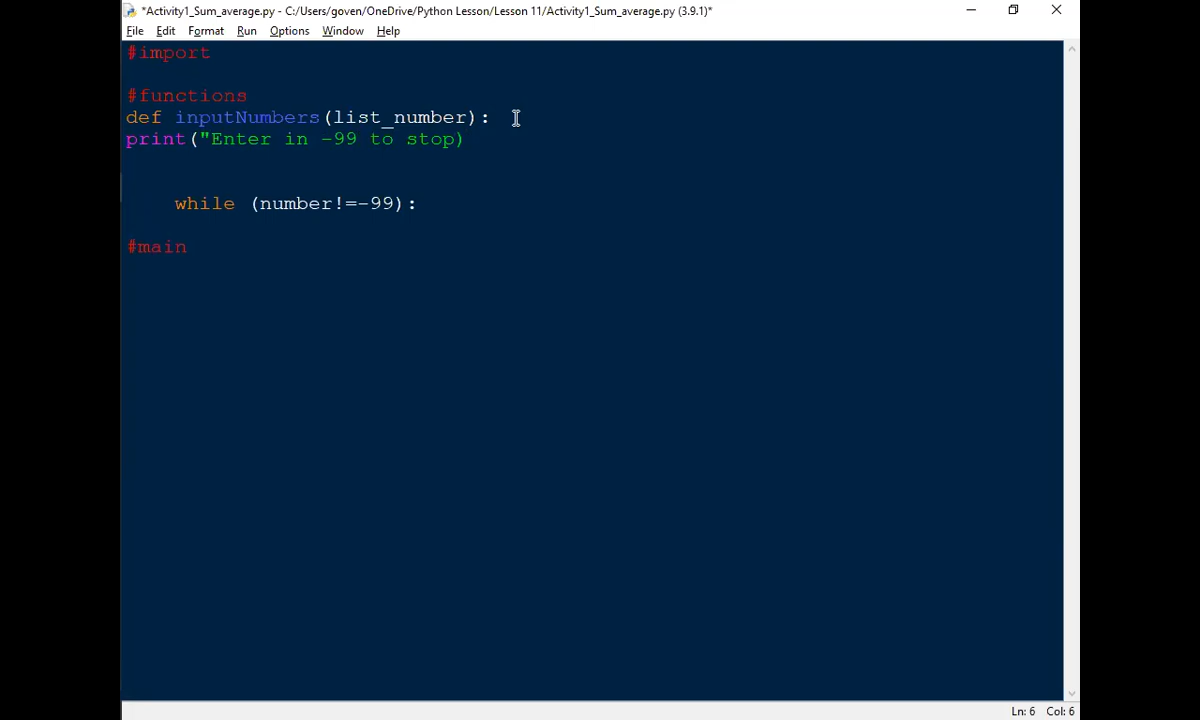 *Activity1_Sum_average.py - C:/Users/goven/OneDrive/Python Lesson/Lesson 11/Activity1_Sum_average.py (3.9.1)*
File Edit Format Run Options Window Help
#import
#functions
def inputNumbers(list_number):
print("Enter in -99 to stop)
while (number!=-99):
#main
Ln: 6 Col: 6